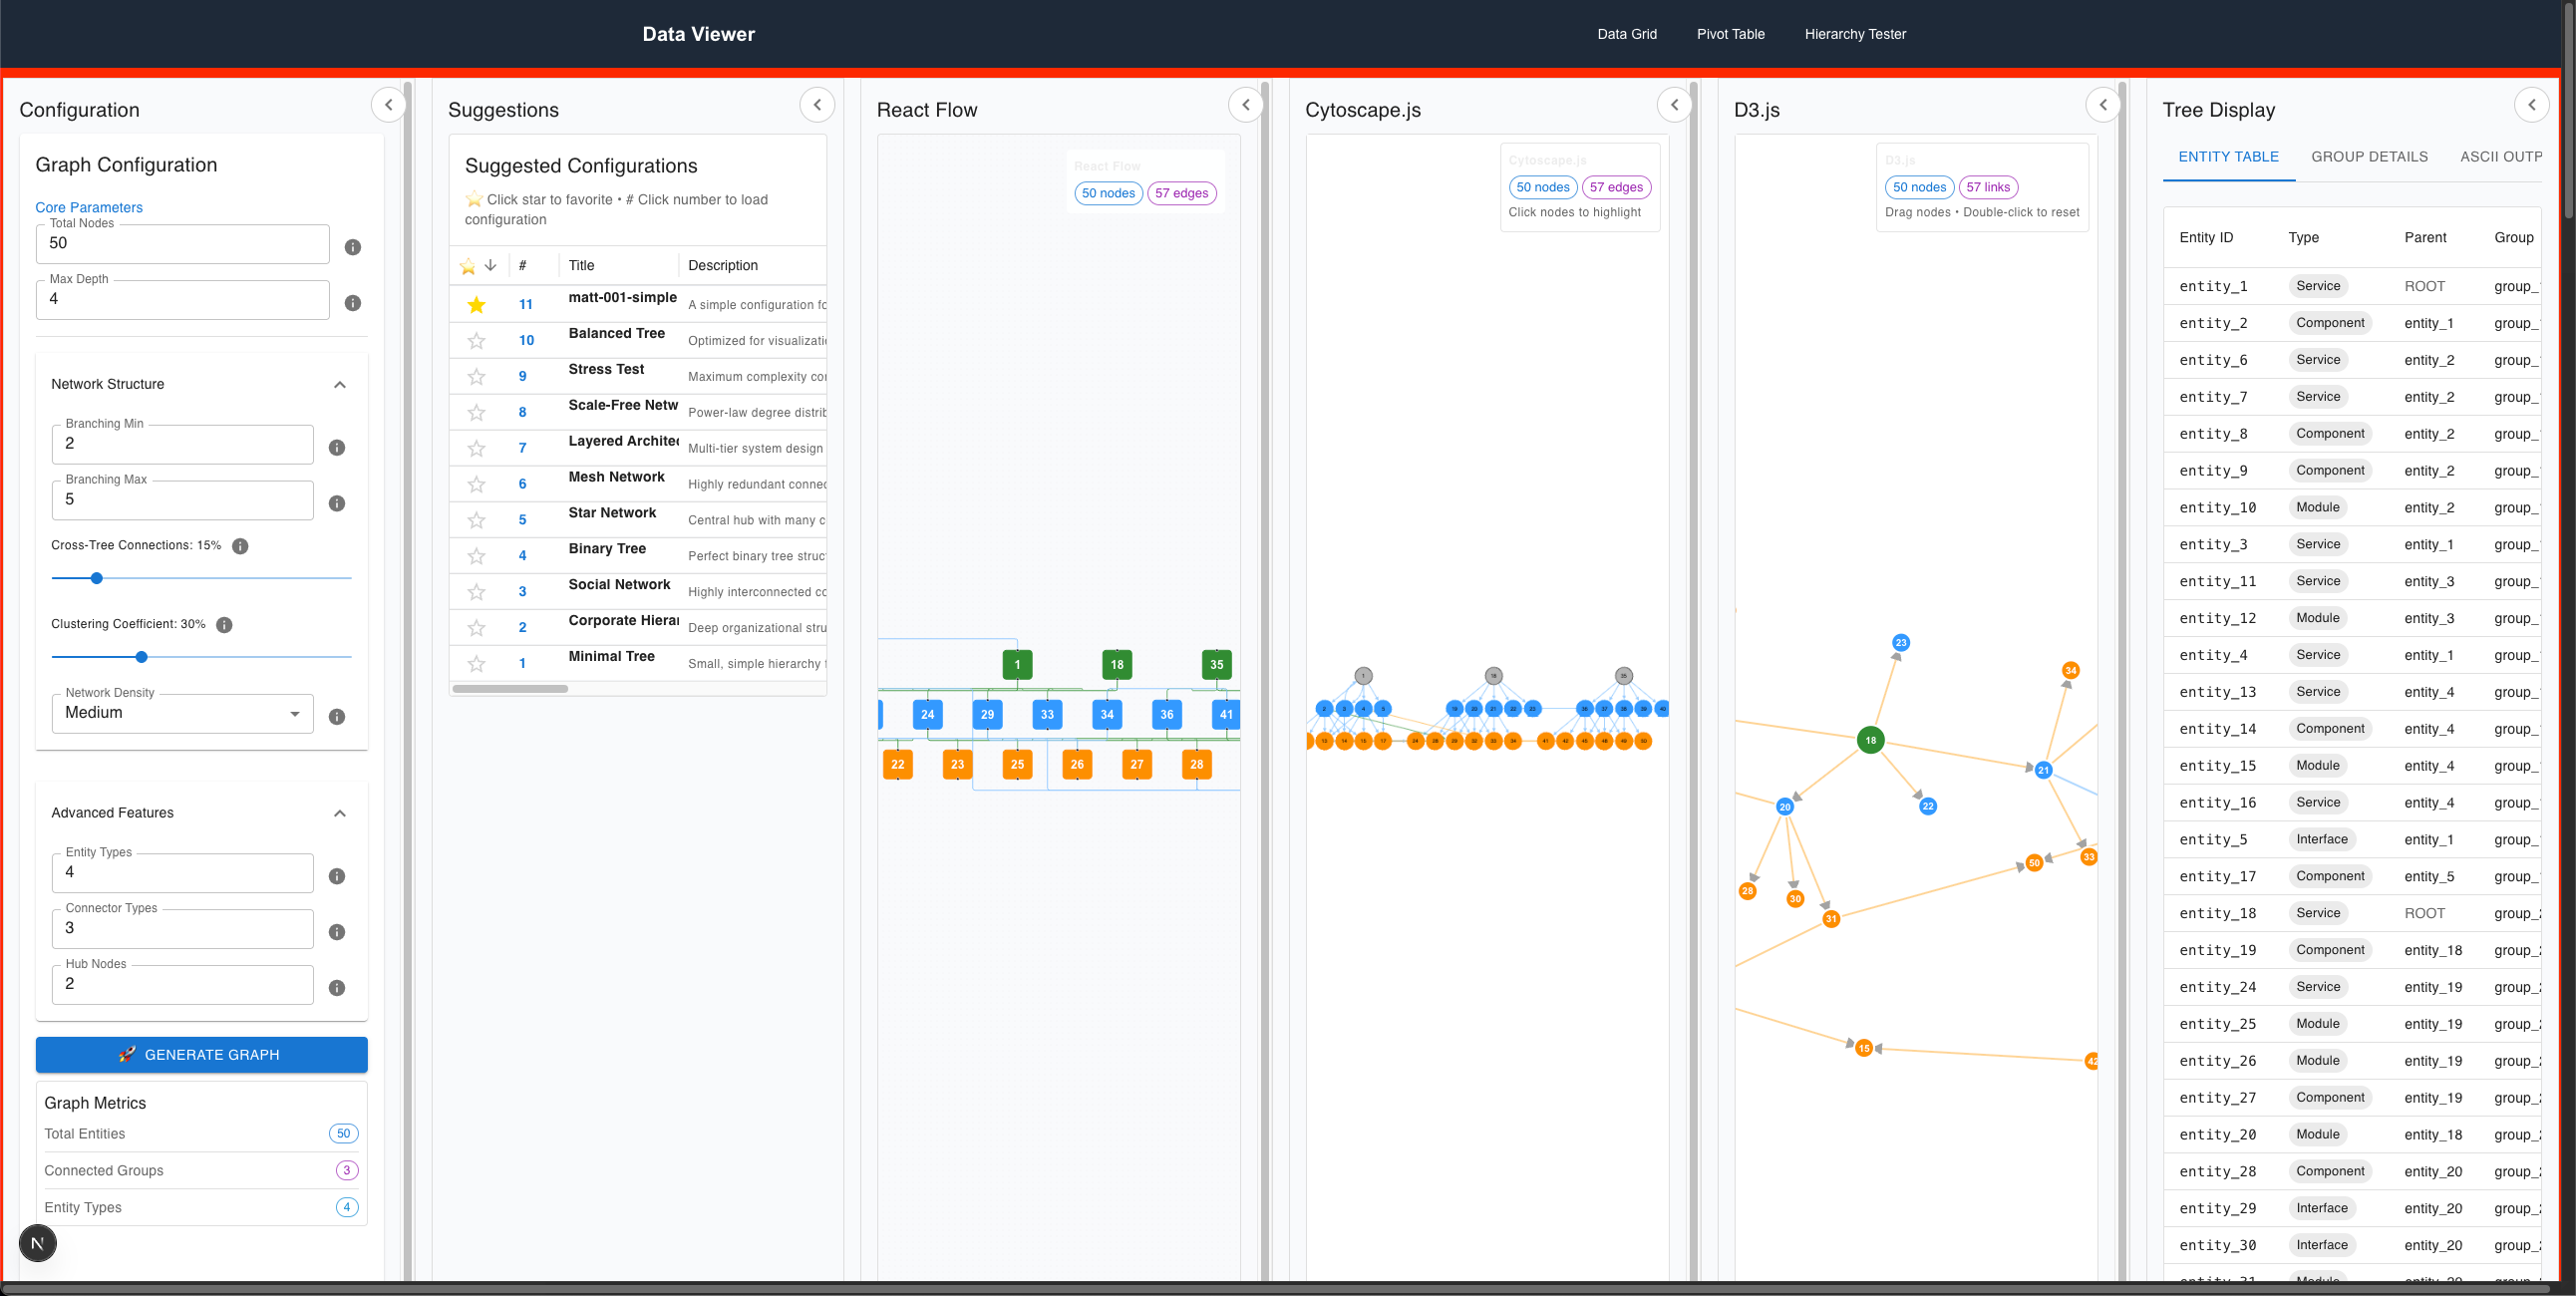 Data Viewer
Data Grid
Pivot Table
Hierarchy Tester
Configuration
Graph Configuration
Core Parameters
Total Nodes
50
Max Depth
4
Network Structure
Branching Min
2
Branching Max
5
Cross-Tree Connections: 15%
Clustering Coefficient: 30%
Network Density
Medium
Advanced Features
Entity Types
4
Connector Types
3
Hub Nodes
2
🚀 GENERATE GRAPH
Graph Metrics
Total Entities 50
Connected Groups 3
Entity Types 4
N
Suggestions
Suggested Configurations
⭐ Click star to favorite • # Click number to load
configuration
# Title Description
11 matt-001-simple A simple configuration fo
10 Balanced Tree Optimized for visualizati
9 Stress Test Maximum complexity co
8 Scale-Free Netw Power-law degree distrib
7 Layered Architec Multi-tier system design
6 Mesh Network Highly redundant connec
5 Star Network Central hub with many c
4 Binary Tree Perfect binary tree struc
3 Social Network Highly interconnected co
2 Corporate Hierar Deep organizational stru
1 Minimal Tree Small, simple hierarchy
React Flow
React Flow
50 nodes 57 edges
1 18 35
24 29 33 34 36 41
22 23 25 26 27 28
Cytoscape.js
Cytoscape.js
50 nodes 57 edges
Click nodes to highlight
D3.js
D3.js
50 nodes 57 links
Drag nodes • Double-click to reset
23
34
18
21
20
22
50
33
28
30
31
15
42
Tree Display
ENTITY TABLE GROUP DETAILS ASCII OUTP
Entity ID Type Parent Group
entity_1 Service ROOT group_
entity_2 Component entity_1 group_
entity_6 Service entity_2 group_
entity_7 Service entity_2 group_
entity_8 Component entity_2 group_
entity_9 Component entity_2 group_
entity_10 Module entity_2 group_
entity_3 Service entity_1 group_
entity_11 Service entity_3 group_
entity_12 Module entity_3 group_
entity_4 Service entity_1 group_
entity_13 Service entity_4 group_
entity_14 Component entity_4 group_
entity_15 Module entity_4 group_
entity_16 Service entity_4 group_
entity_5 Interface entity_1 group_
entity_17 Component entity_5 group_
entity_18 Service ROOT group_
entity_19 Component entity_18 group_
entity_24 Service entity_19 group_
entity_25 Module entity_19 group_
entity_26 Module entity_19 group_
entity_27 Component entity_19 group_
entity_20 Module entity_18 group_
entity_28 Component entity_20 group_
entity_29 Interface entity_20 group_
entity_30 Interface entity_20 group_